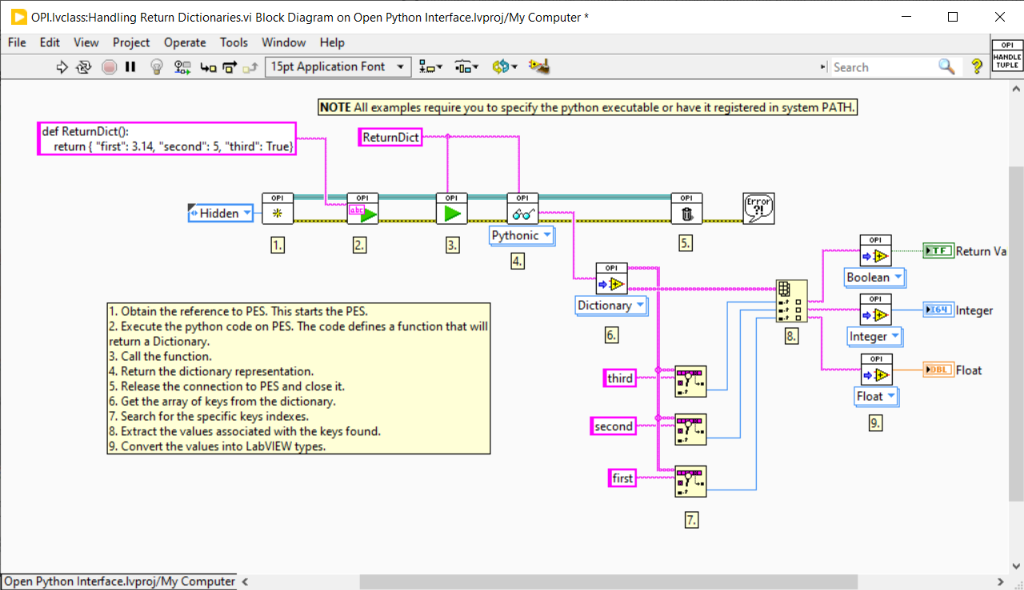 OPI.lvclass:Handling Return Dictionaries.vi Block Diagram on Open Python Interface.lvproj/My Computer *
File Edit View Project Operate Tools Window Help
15pt Application Font
Search
OPI
HANDLE
TUPLE
NOTE All examples require you to specify the python executable or have it registered in system PATH.
def ReturnDict():
return { "first": 3.14, "second": 5, "third": True}
ReturnDict
Hidden
OPI
OPI
abc
OPI
OPI
OPI
Error
?!
1.
2.
3.
Pythonic
4.
5.
OPI
Dictionary
6.
OPI
Boolean
TF
Return Va
OPI
Integer
I64
Integer
8.
OPI
Float
DBL
Float
9.
1. Obtain the reference to PES. This starts the PES.
2. Execute the python code on PES. The code defines a function that will
return a Dictionary.
3. Call the function.
4. Return the dictionary representation.
5. Release the connection to PES and close it.
6. Get the array of keys from the dictionary.
7. Search for the specific keys indexes.
8. Extract the values associated with the keys found.
9. Convert the values into LabVIEW types.
third
second
first
7.
Open Python Interface.lvproj/My Computer